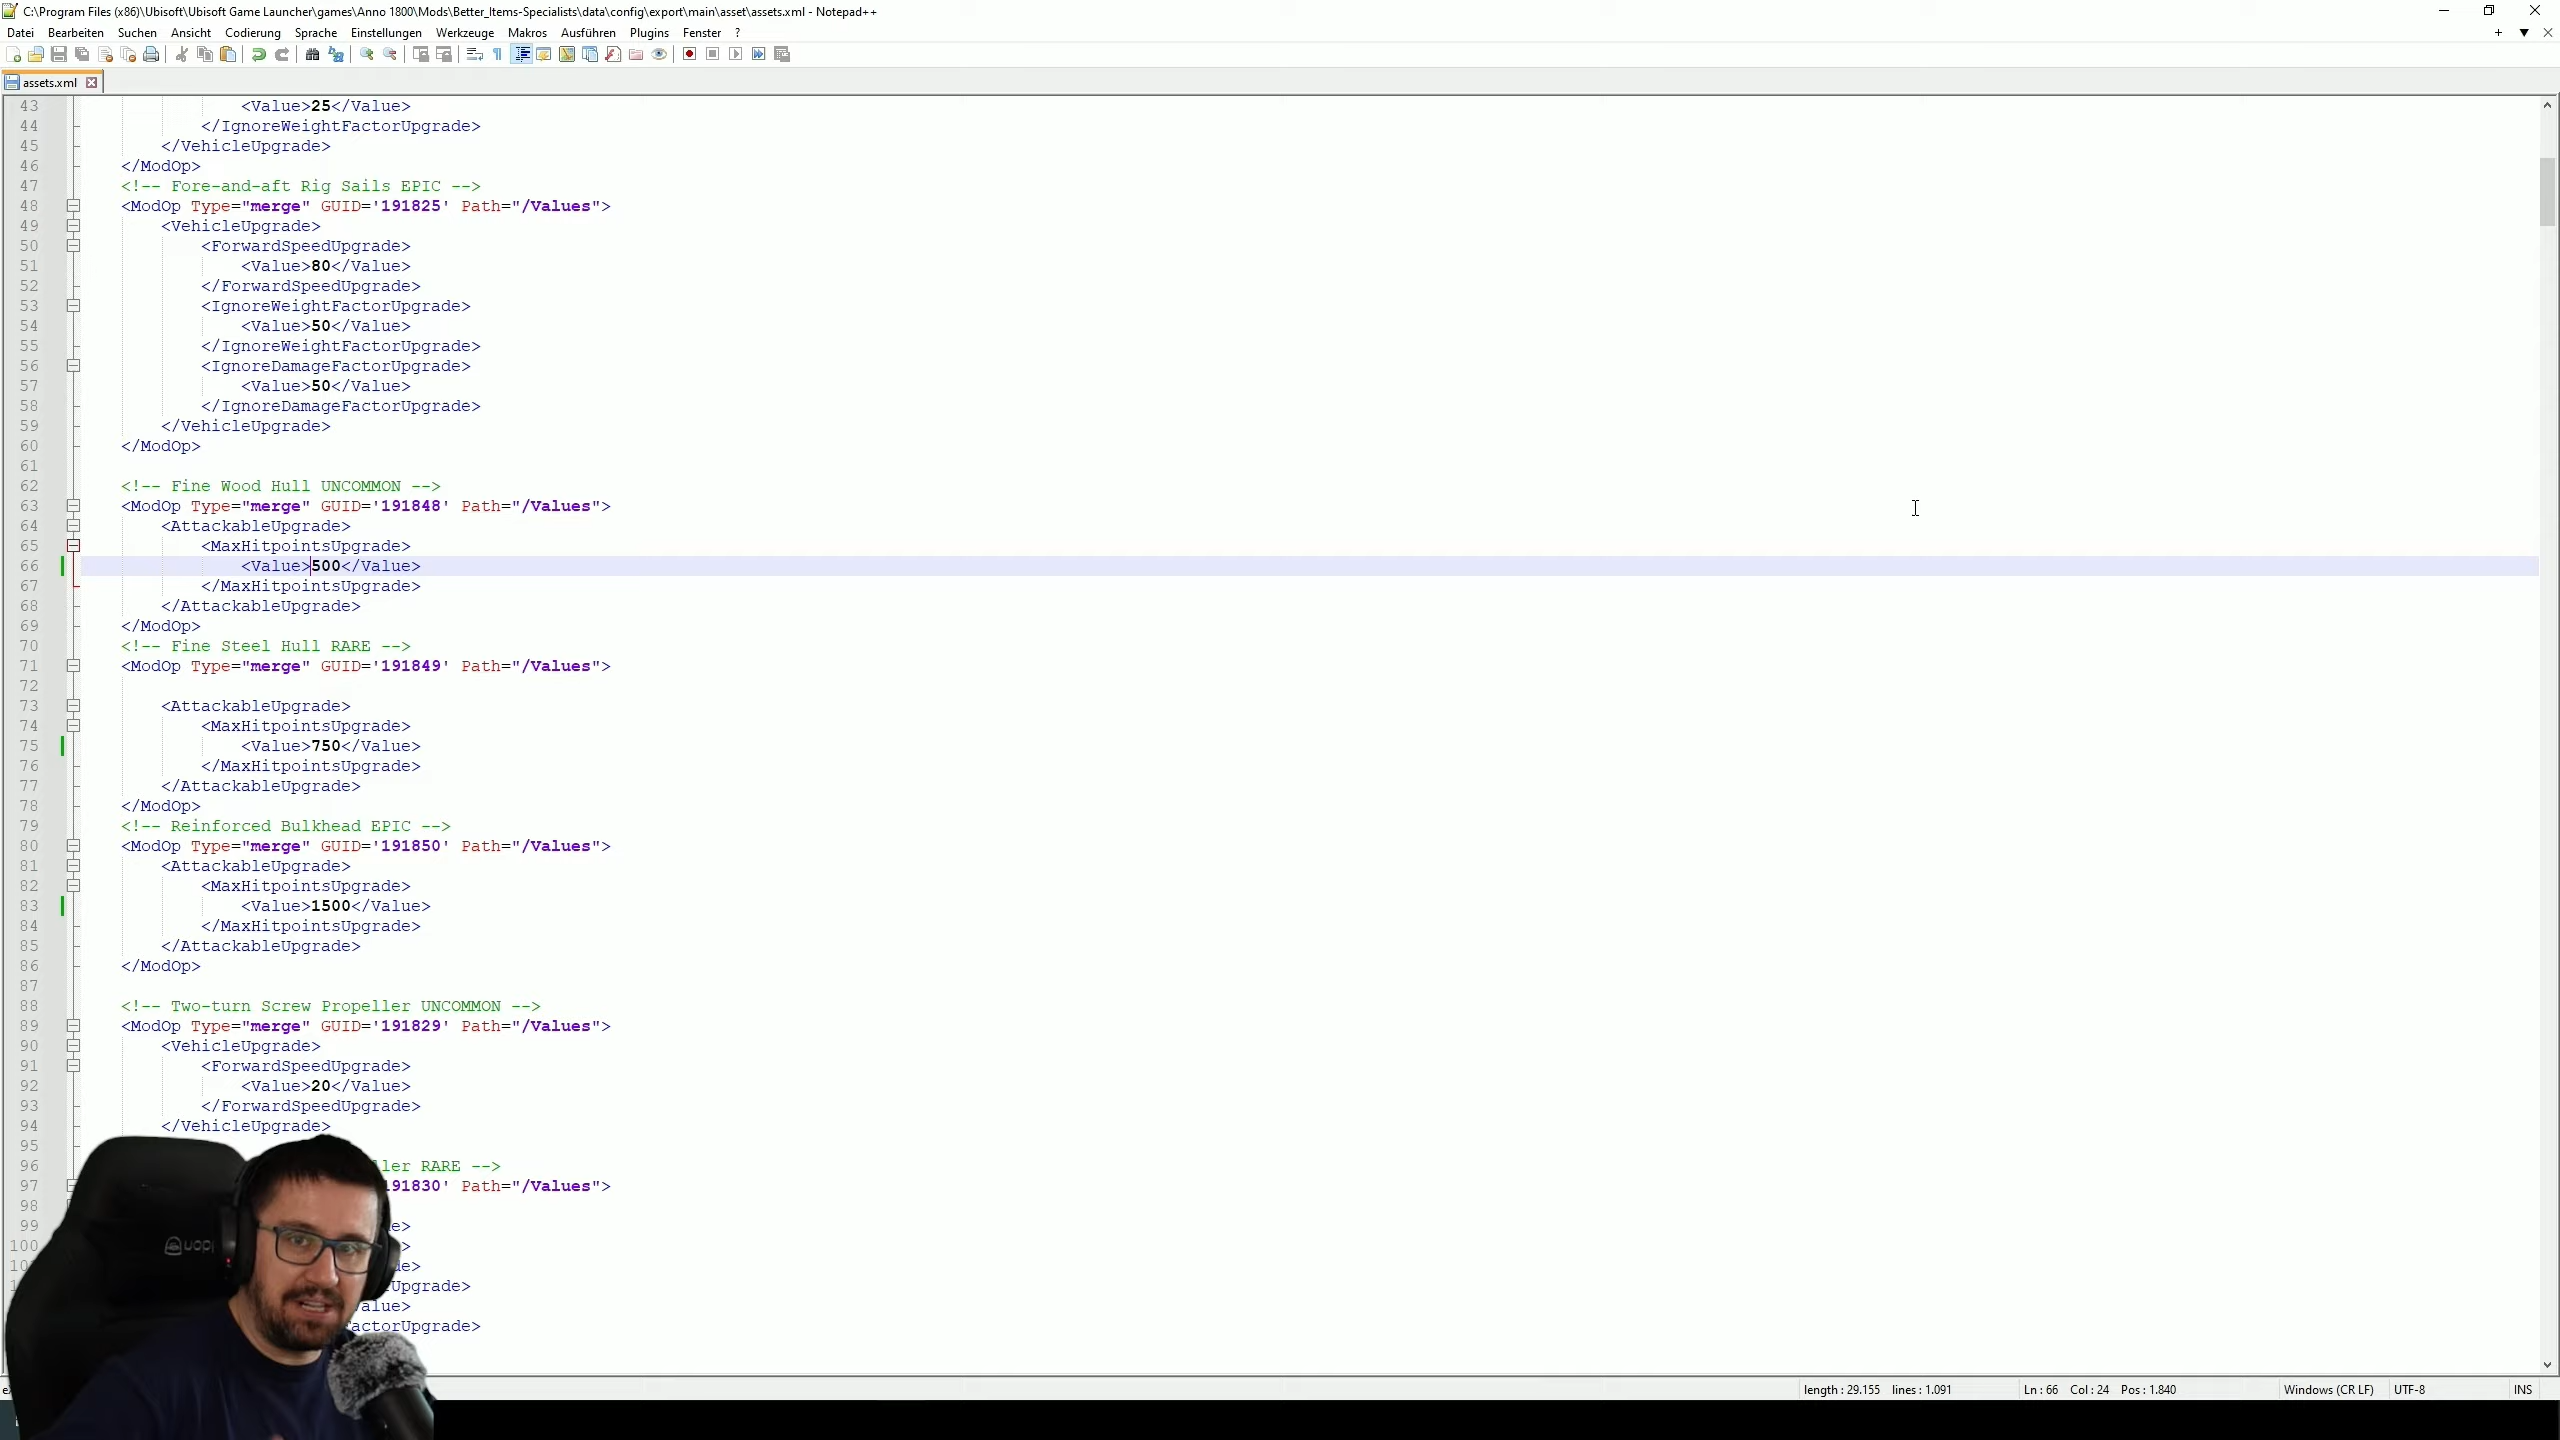 C:\Program Files (x86)\Ubisoft\Ubisoft Game Launcher\games\Anno 1800\Mods\Better_Items-Specialists\data\config\export\main\asset\assets.xml - Notepad++
Datei Bearbeiten Suchen Ansicht Codierung Sprache Einstellungen Werkzeuge Makros Ausführen Plugins Fenster ?
assets.xml
43 <Value>25</Value>
44 </IgnoreWeightFactorUpgrade>
45 </VehicleUpgrade>
46 </ModOp>
47 <!-- Fore-and-aft Rig Sails EPIC -->
48 <ModOp Type="merge" GUID='191825' Path="/Values">
49 <VehicleUpgrade>
50 <ForwardSpeedUpgrade>
51 <Value>80</Value>
52 </ForwardSpeedUpgrade>
53 <IgnoreWeightFactorUpgrade>
54 <Value>50</Value>
55 </IgnoreWeightFactorUpgrade>
56 <IgnoreDamageFactorUpgrade>
57 <Value>50</Value>
58 </IgnoreDamageFactorUpgrade>
59 </VehicleUpgrade>
60 </ModOp>
61
62 <!-- Fine Wood Hull UNCOMMON -->
63 <ModOp Type="merge" GUID='191848' Path="/Values">
64 <AttackableUpgrade>
65 <MaxHitpointsUpgrade>
66 <Value>500</Value>
67 </MaxHitpointsUpgrade>
68 </AttackableUpgrade>
69 </ModOp>
70 <!-- Fine Steel Hull RARE -->
71 <ModOp Type="merge" GUID='191849' Path="/Values">
72
73 <AttackableUpgrade>
74 <MaxHitpointsUpgrade>
75 <Value>750</Value>
76 </MaxHitpointsUpgrade>
77 </AttackableUpgrade>
78 </ModOp>
79 <!-- Reinforced Bulkhead EPIC -->
80 <ModOp Type="merge" GUID='191850' Path="/Values">
81 <AttackableUpgrade>
82 <MaxHitpointsUpgrade>
83 <Value>1500</Value>
84 </MaxHitpointsUpgrade>
85 </AttackableUpgrade>
86 </ModOp>
87
88 <!-- Two-turn Screw Propeller UNCOMMON -->
89 <ModOp Type="merge" GUID='191829' Path="/Values">
90 <VehicleUpgrade>
91 <ForwardSpeedUpgrade>
92 <Value>20</Value>
93 </ForwardSpeedUpgrade>
94 </VehicleUpgrade>
95
96 ller RARE -->
97 191830' Path="/Values">
98
99 e>
100 >
10 e>
1 Upgrade>
alue>
actorUpgrade>
length : 29.155 lines : 1.091 Ln : 66 Col : 24 Pos : 1.840 Windows (CR LF) UTF-8 INS